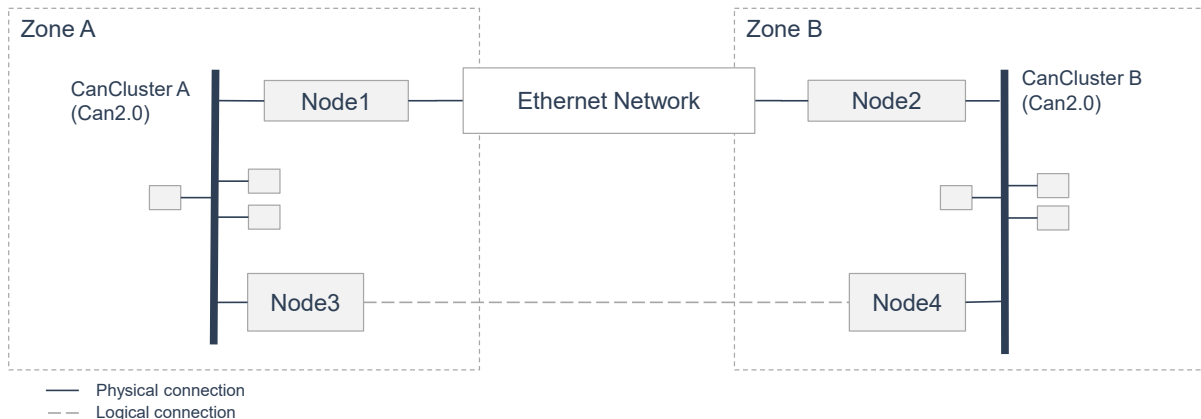 Zone A
Zone B
CanCluster A
(Can2.0)
Node1
Ethernet Network
Node2
CanCluster B
(Can2.0)
Node3
Node4
Physical connection
Logical connection